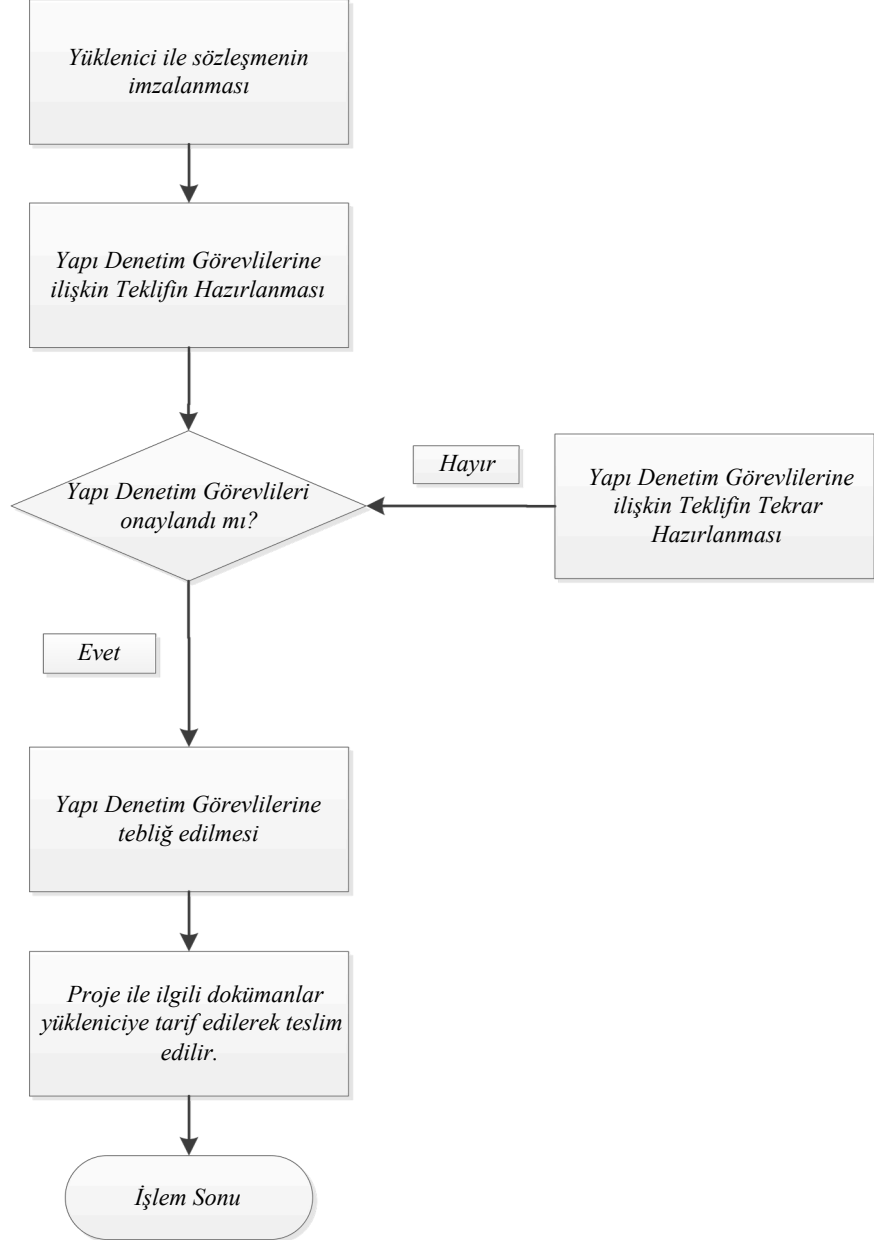 Yüklenici ile sözleşmenin
imzalanması
Yapı Denetim Görevlilerine
ilişkin Teklifin Hazırlanması
Yapı Denetim Görevlileri
onaylandı mı?
Hayır
Yapı Denetim Görevlilerine
ilişkin Teklifin Tekrar
Hazırlanması
Evet
Yapı Denetim Görevlilerine
tebliğ edilmesi
Proje ile ilgili dokümanlar
yükleniciye tarif edilerek teslim
edilir.
İşlem Sonu